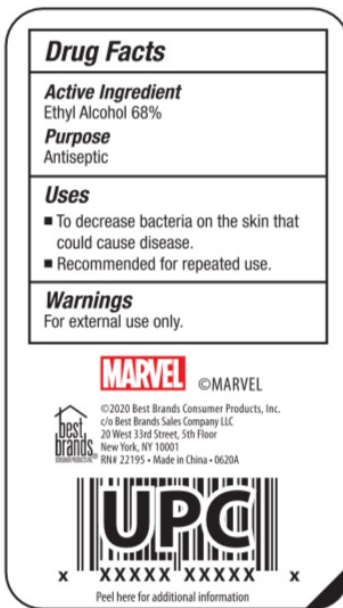 Drug Facts
Active Ingredient
Ethyl Alcohol 68%
Purpose
Antiseptic
Uses
■ To decrease bacteria on the skin that
could cause disease.
■ Recommended for repeated use.
Warnings
For external use only.
MARVEL ©MARVEL
best
brands
CONSUMER PRODUCTS, INC.
©2020 Best Brands Consumer Products, Inc.
c/o Best Brands Sales Company LLC
20 West 33rd Street, 5th Floor
New York, NY 10001
RN# 22195 • Made in China • 0620A
UPC
x XXXXX XXXXX x
Peel here for additional information